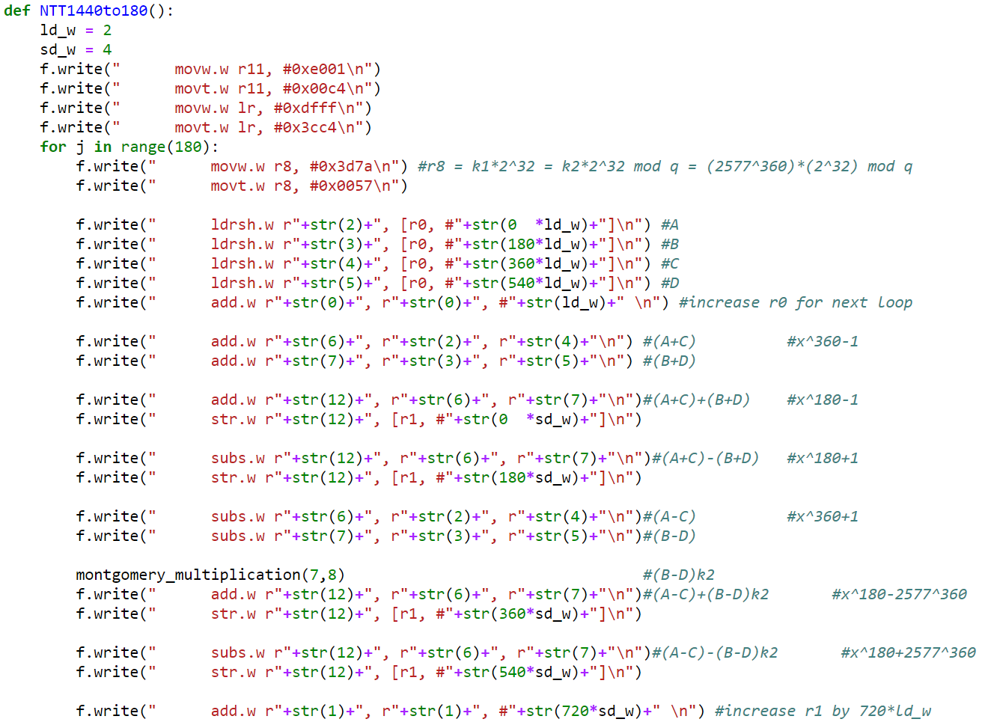 def NTT1440to180():
    ld_w = 2
    sd_w = 4
    f.write("      movw.w r11, #0xe001\n")
    f.write("      movt.w r11, #0x00c4\n")
    f.write("      movw.w lr, #0xdfff\n")
    f.write("      movt.w lr, #0x3cc4\n")
    for j in range(180):
        f.write("      movw.w r8, #0x3d7a\n") #r8 = k1*2^32 = k2*2^32 mod q = (2577^360)*(2^32) mod q
        f.write("      movt.w r8, #0x0057\n")

        f.write("      ldrsh.w r"+str(2)+", [r0, #"+str(0  *ld_w)+"]\n") #A
        f.write("      ldrsh.w r"+str(3)+", [r0, #"+str(180*ld_w)+"]\n") #B
        f.write("      ldrsh.w r"+str(4)+", [r0, #"+str(360*ld_w)+"]\n") #C
        f.write("      ldrsh.w r"+str(5)+", [r0, #"+str(540*ld_w)+"]\n") #D
        f.write("      add.w r"+str(0)+", r"+str(0)+", #"+str(ld_w)+" \n") #increase r0 for next loop

        f.write("      add.w r"+str(6)+", r"+str(2)+", r"+str(4)+"\n") #(A+C)          #x^360-1
        f.write("      add.w r"+str(7)+", r"+str(3)+", r"+str(5)+"\n") #(B+D)

        f.write("      add.w r"+str(12)+", r"+str(6)+", r"+str(7)+"\n")#(A+C)+(B+D)    #x^180-1
        f.write("      str.w r"+str(12)+", [r1, #"+str(0  *sd_w)+"]\n")

        f.write("      subs.w r"+str(12)+", r"+str(6)+", r"+str(7)+"\n")#(A+C)-(B+D)   #x^180+1
        f.write("      str.w r"+str(12)+", [r1, #"+str(180*sd_w)+"]\n")

        f.write("      subs.w r"+str(6)+", r"+str(2)+", r"+str(4)+"\n")#(A-C)          #x^360+1
        f.write("      subs.w r"+str(7)+", r"+str(3)+", r"+str(5)+"\n")#(B-D)

        montgomery_multiplication(7,8)                                 #(B-D)k2
        f.write("      add.w r"+str(12)+", r"+str(6)+", r"+str(7)+"\n")#(A-C)+(B-D)k2       #x^180-2577^360
        f.write("      str.w r"+str(12)+", [r1, #"+str(360*sd_w)+"]\n")

        f.write("      subs.w r"+str(12)+", r"+str(6)+", r"+str(7)+"\n")#(A-C)-(B-D)k2       #x^180+2577^360
        f.write("      str.w r"+str(12)+", [r1, #"+str(540*sd_w)+"]\n")

        f.write("      add.w r"+str(1)+", r"+str(1)+", #"+str(720*sd_w)+" \n") #increase r1 by 720*ld_w